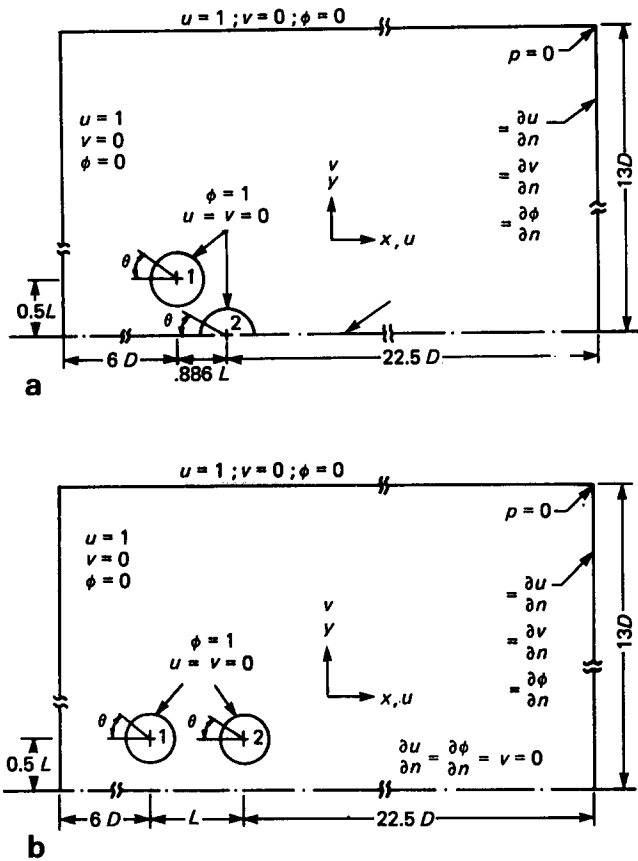 u = 1 ; v = 0 ; ϕ = 0
p = 0
u = 1
v = 0
ϕ = 0
= ∂u/∂n
= ∂v/∂n
= ∂ϕ/∂n
13D
ϕ = 1
u = v = 0
v
y
x, u
θ
1
θ
2
0.5L
6 D
.886 L
22.5 D
a
u = 1 ; v = 0 ; ϕ = 0
p = 0
u = 1
v = 0
ϕ = 0
= ∂u/∂n
= ∂v/∂n
= ∂ϕ/∂n
13D
ϕ = 1
u = v = 0
v
y
x, u
θ
1
θ
2
0.5 L
∂u/∂n = ∂ϕ/∂n = v = 0
6 D
L
22.5 D
b